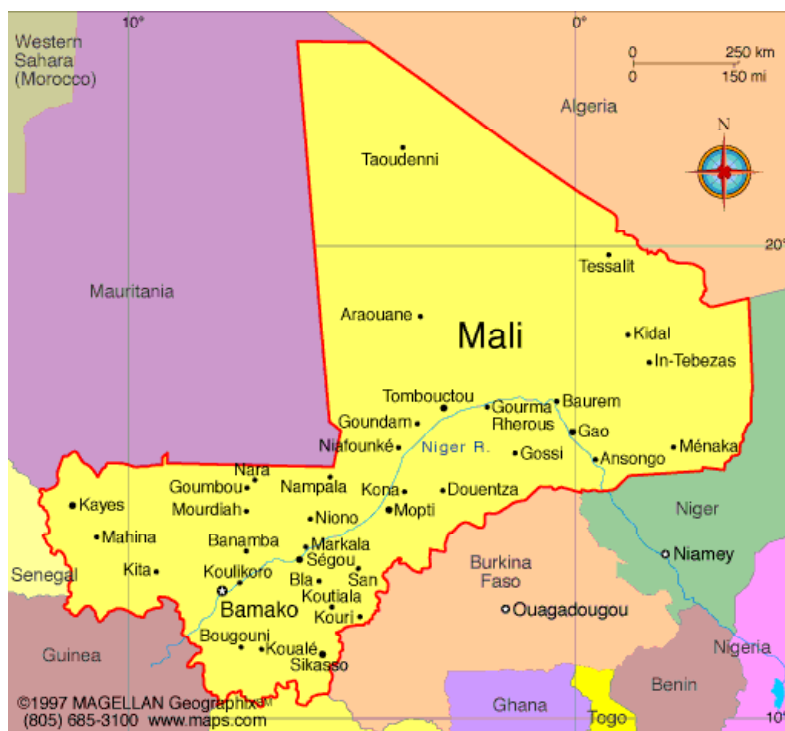 10°
0°
Western
Sahara
(Morocco)
0
250 km
0
150 mi
Algeria
N
Taoudenni
20°
Tessalit
Mauritania
Araouane
Mali
Kidal
In-Tebezas
Tombouctou
Baurem
Gourma
Rherous
Goundam
Gao
Niafounké
Niger R.
Gossi
Ménaka
Ansongo
Nara
Nampala
Goumbou
Kona
Douentza
Kayes
Mourdiah
Niono
Mopti
Niger
Mahina
Banamba
Markala
Ségou
Niamey
Senegal
Kita
Koulikoro
Bla
San
Burkina
Faso
Koutiala
Bamako
Kouri
Ouagadougou
Bougouni
Koualé
Sikasso
Guinea
Nigeria
Benin
©1997 MAGELLAN Geographix℠
(805) 685-3100 www.maps.com
Ghana
Togo
10°